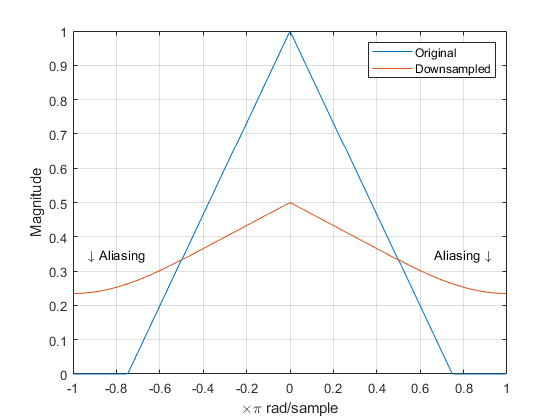 Original
Downsampled
Magnitude
1
0.9
0.8
0.7
0.6
0.5
0.4
0.3
0.2
0.1
0
↓ Aliasing
Aliasing ↓
-1 -0.8 -0.6 -0.4 -0.2 0 0.2 0.4 0.6 0.8 1
×π rad/sample